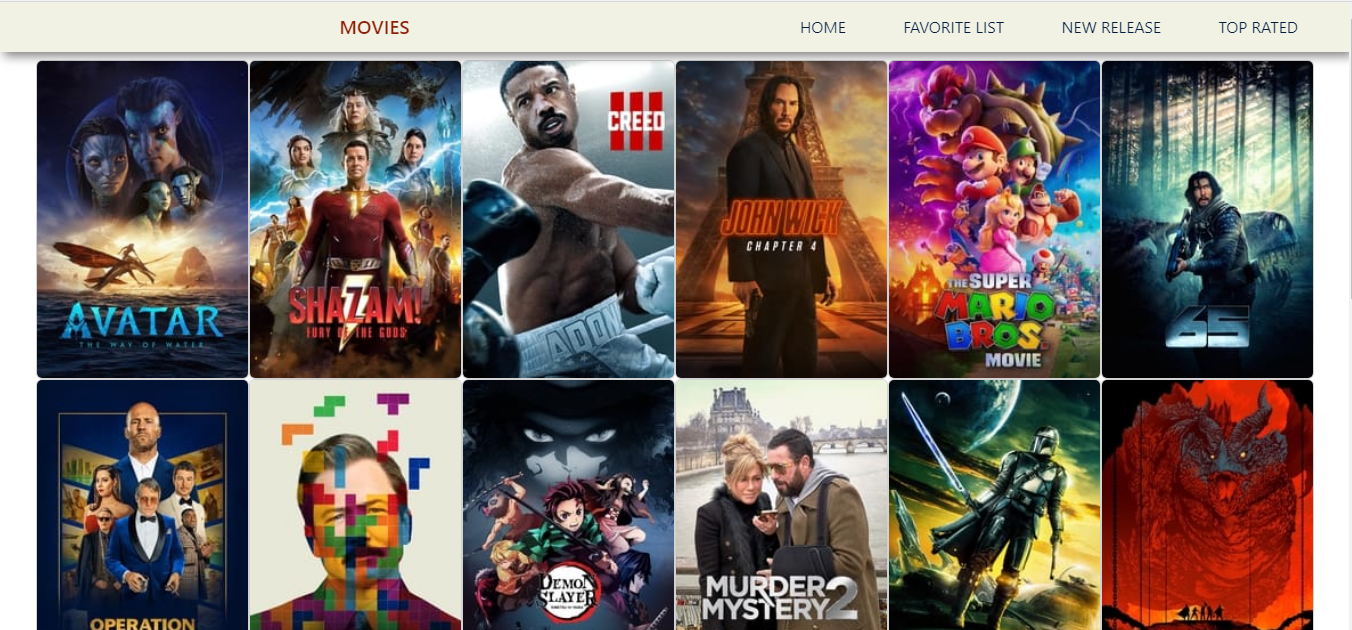 MOVIES
HOME
FAVORITE LIST
NEW RELEASE
TOP RATED
AVATAR
THE WAY OF WATER
SHAZAM!
FURY OF THE GODS
CREED
III
ADON
JOHN WICK
CHAPTER 4
THE SUPER
MARIO
BROS.
MOVIE
65
OPERATION
DEMON
SLAYER
MURDER
MYSTERY 2